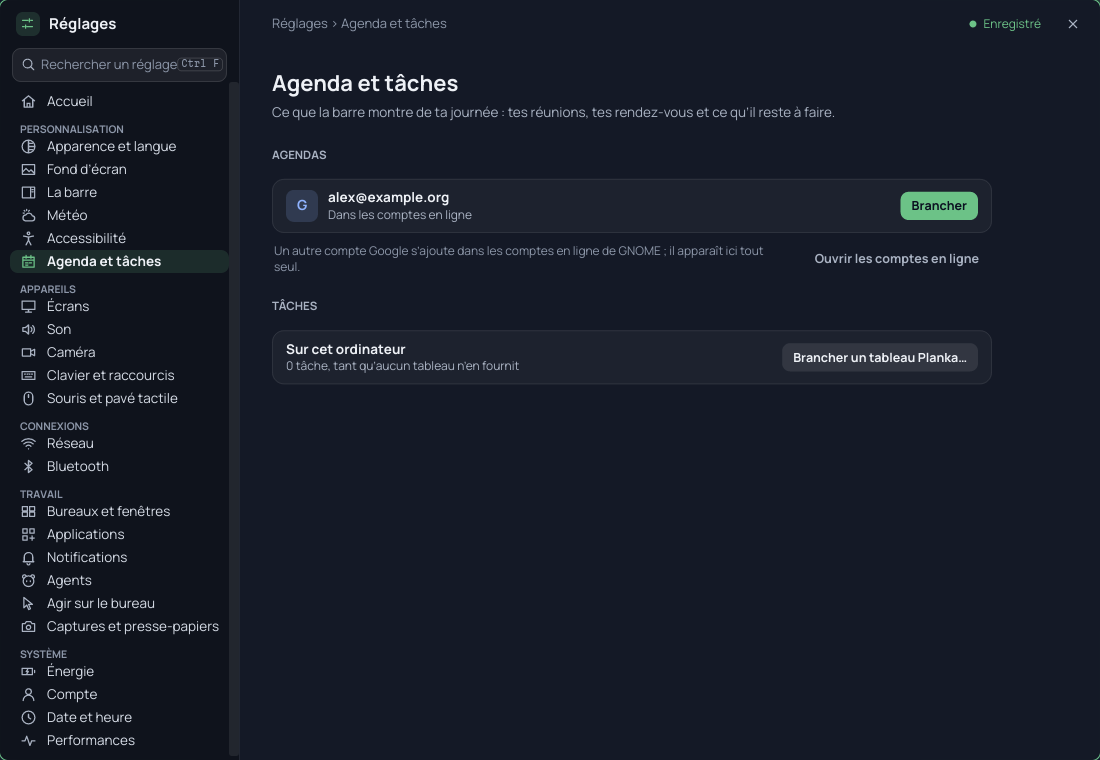 Réglages
Réglages › Agenda et tâches
Enregistré
Rechercher un réglage
Ctrl F
Accueil
PERSONNALISATION
Apparence et langue
Fond d'écran
La barre
Météo
Accessibilité
Agenda et tâches
APPAREILS
Écrans
Son
Caméra
Clavier et raccourcis
Souris et pavé tactile
CONNEXIONS
Réseau
Bluetooth
TRAVAIL
Bureaux et fenêtres
Applications
Notifications
Agents
Agir sur le bureau
Captures et presse-papiers
SYSTÈME
Énergie
Compte
Date et heure
Performances
Agenda et tâches
Ce que la barre montre de ta journée : tes réunions, tes rendez-vous et ce qu'il reste à faire.
AGENDAS
G
alex@example.org
Dans les comptes en ligne
Brancher
Un autre compte Google s'ajoute dans les comptes en ligne de GNOME ; il apparaît ici tout
seul.
Ouvrir les comptes en ligne
TÂCHES
Sur cet ordinateur
0 tâche, tant qu'aucun tableau n'en fournit
Brancher un tableau Planka…